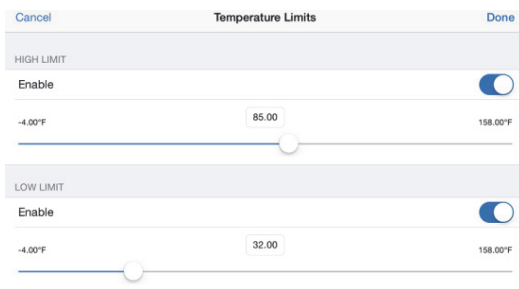 Cancel Temperature Limits Done
HIGH LIMIT
Enable
-4.00°F 85.00 158.00°F
LOW LIMIT
Enable
-4.00°F 32.00 158.00°F